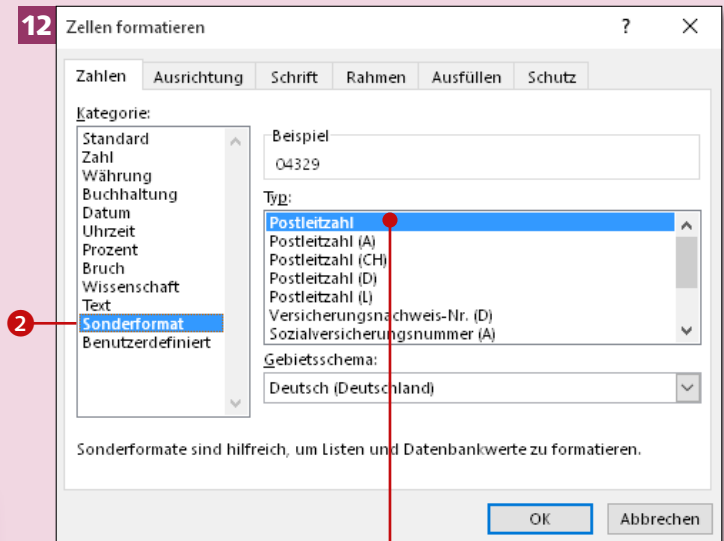 12
Zellen formatieren ? ×
Zahlen Ausrichtung Schrift Rahmen Ausfüllen Schutz
Kategorie:
Standard
Zahl
Währung
Buchhaltung
Datum
Uhrzeit
Prozent
Bruch
Wissenschaft
Text
2 Sonderformat
Benutzerdefiniert
Beispiel
04329
Typ:
Postleitzahl
Postleitzahl (A)
Postleitzahl (CH)
Postleitzahl (D)
Postleitzahl (L)
Versicherungsnachweis-Nr. (D)
Sozialversicherungsnummer (A)
Gebietsschema:
Deutsch (Deutschland)
Sonderformate sind hilfreich, um Listen und Datenbankwerte zu formatieren.
OK Abbrechen